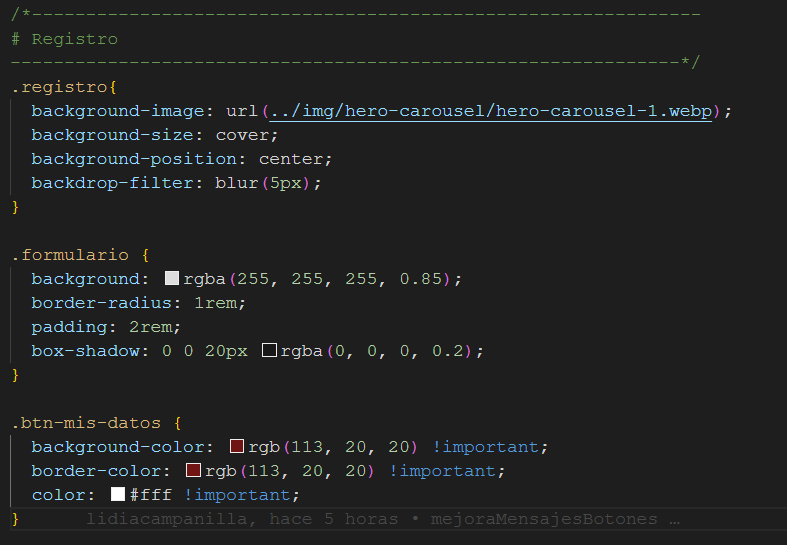 /*---------------------------------------------------------------
# Registro
---------------------------------------------------------------*/
.registro{
  background-image: url(../img/hero-carousel/hero-carousel-1.webp);
  background-size: cover;
  background-position: center;
  backdrop-filter: blur(5px);
}

.formulario {
  background: rgba(255, 255, 255, 0.85);
  border-radius: 1rem;
  padding: 2rem;
  box-shadow: 0 0 20px rgba(0, 0, 0, 0.2);
}

.btn-mis-datos {
  background-color: rgb(113, 20, 20) !important;
  border-color: rgb(113, 20, 20) !important;
  color: #fff !important;
}      lidiacampanilla, hace 5 horas • mejoraMensajesBotones …